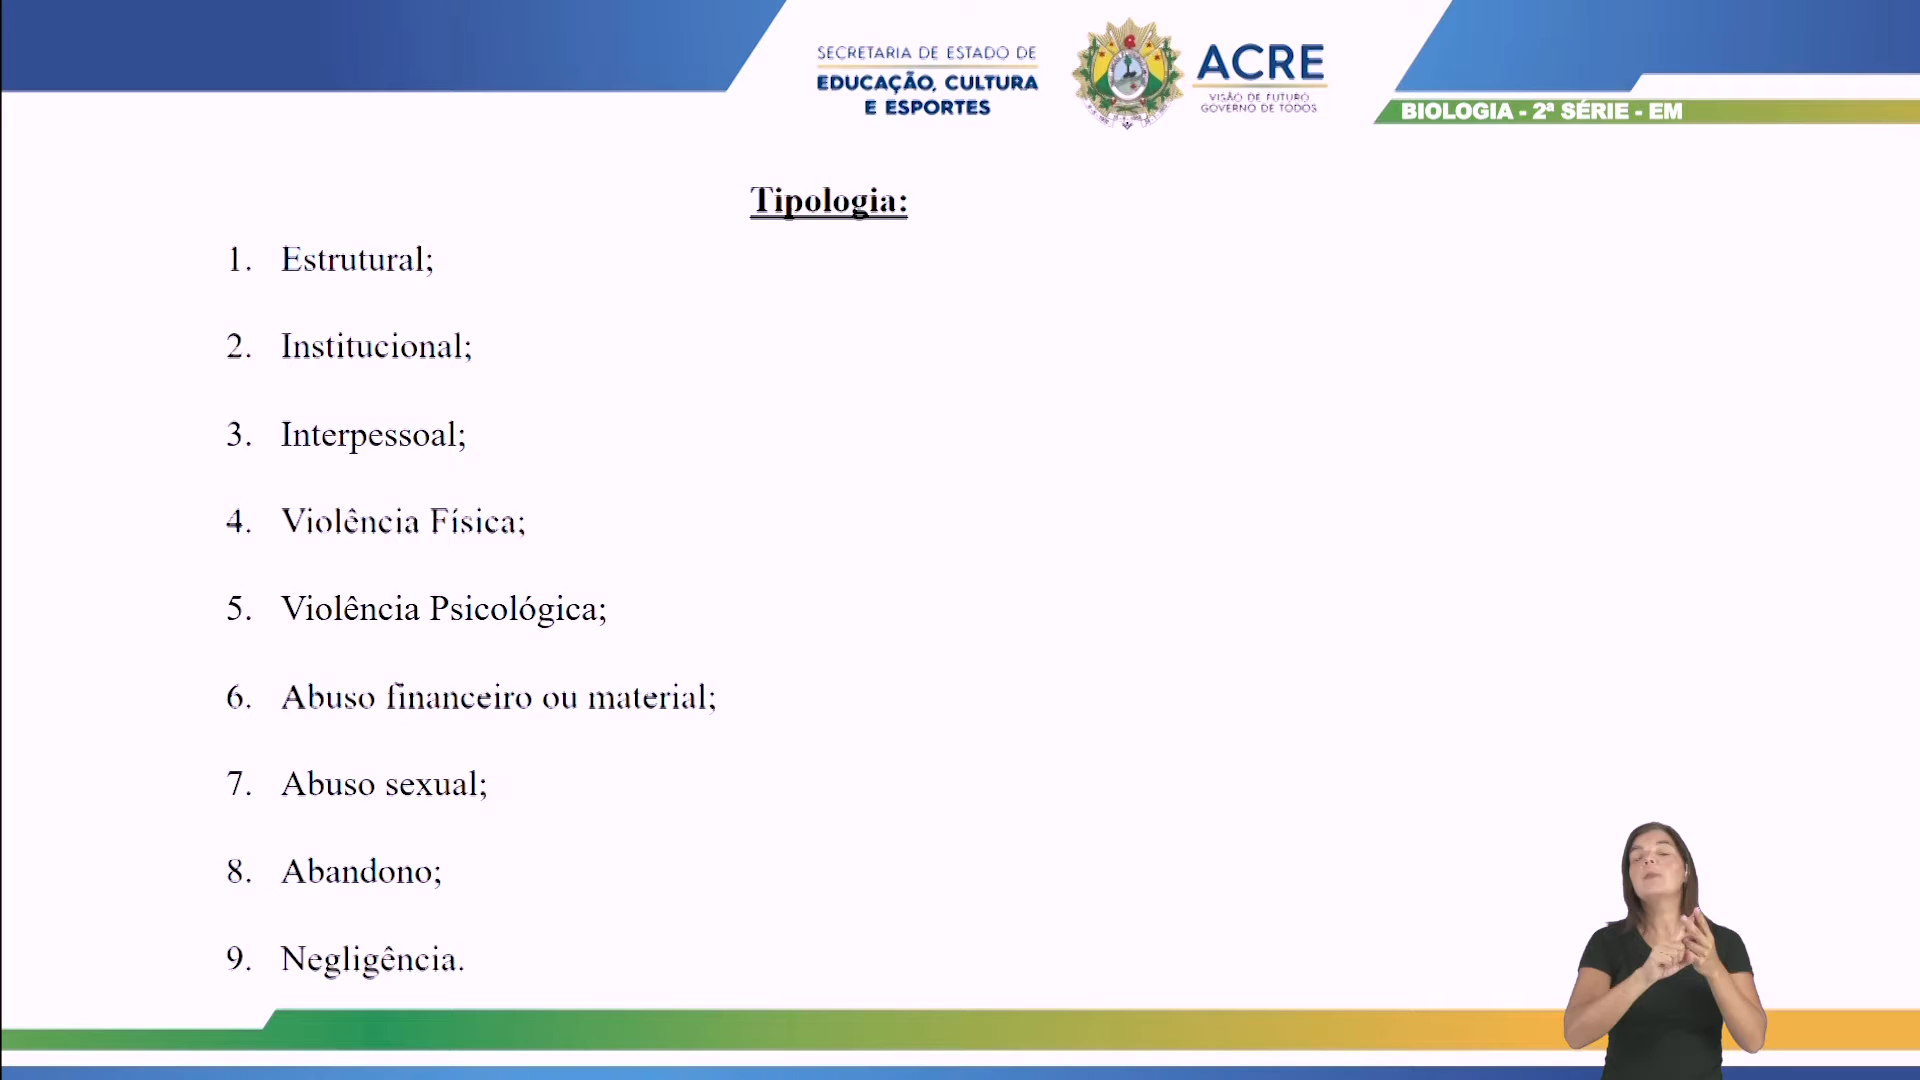 SECRETARIA DE ESTADO DE
EDUCAÇÃO, CULTURA
E ESPORTES
ACRE
VISÃO DE FUTURO
GOVERNO DE TODOS
BIOLOGIA - 2ª SÉRIE - EM
Tipologia:
1. Estrutural;
2. Institucional;
3. Interpessoal;
4. Violência Física;
5. Violência Psicológica;
6. Abuso financeiro ou material;
7. Abuso sexual;
8. Abandono;
9. Negligência.